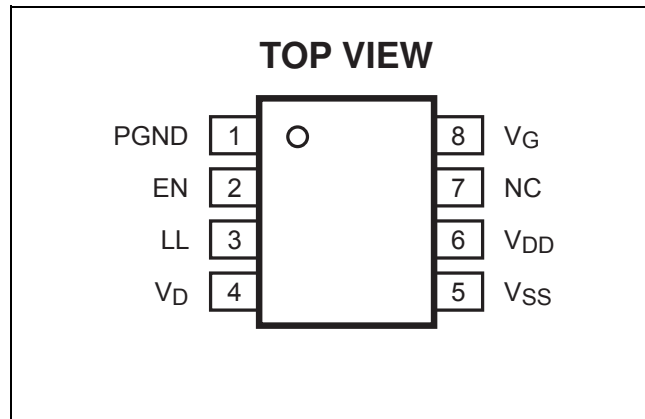 TOP VIEW
PGND 1 8 VG
EN 2 7 NC
LL 3 6 VDD
VD 4 5 VSS